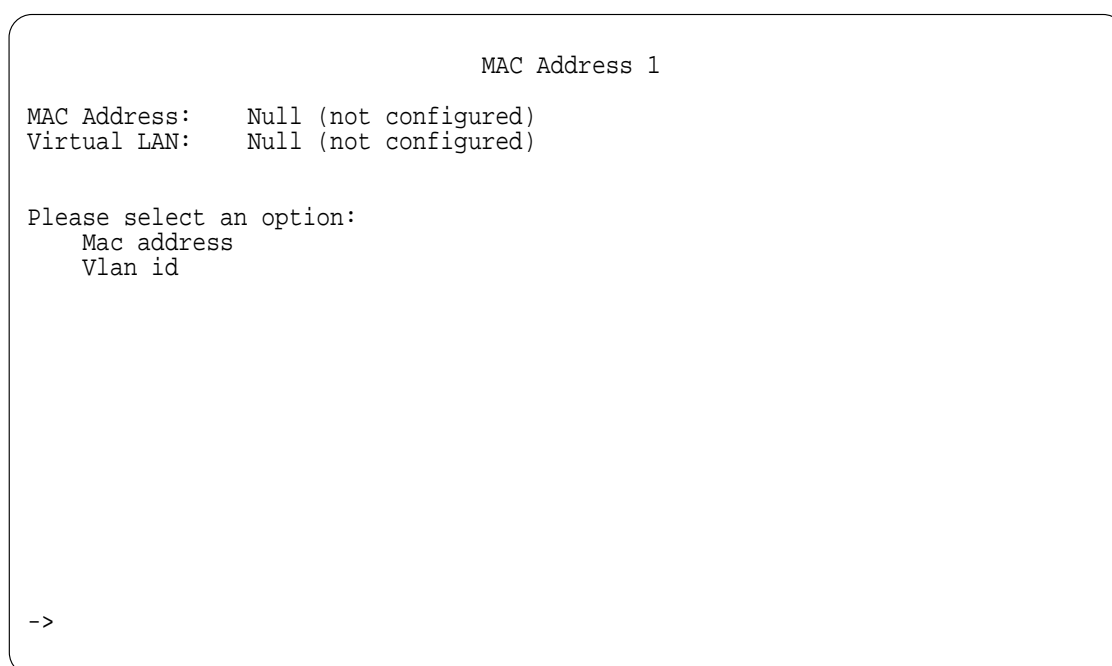 MAC Address 1
MAC Address: Null (not configured)
Virtual LAN: Null (not configured)
Please select an option:
Mac address
Vlan id
->